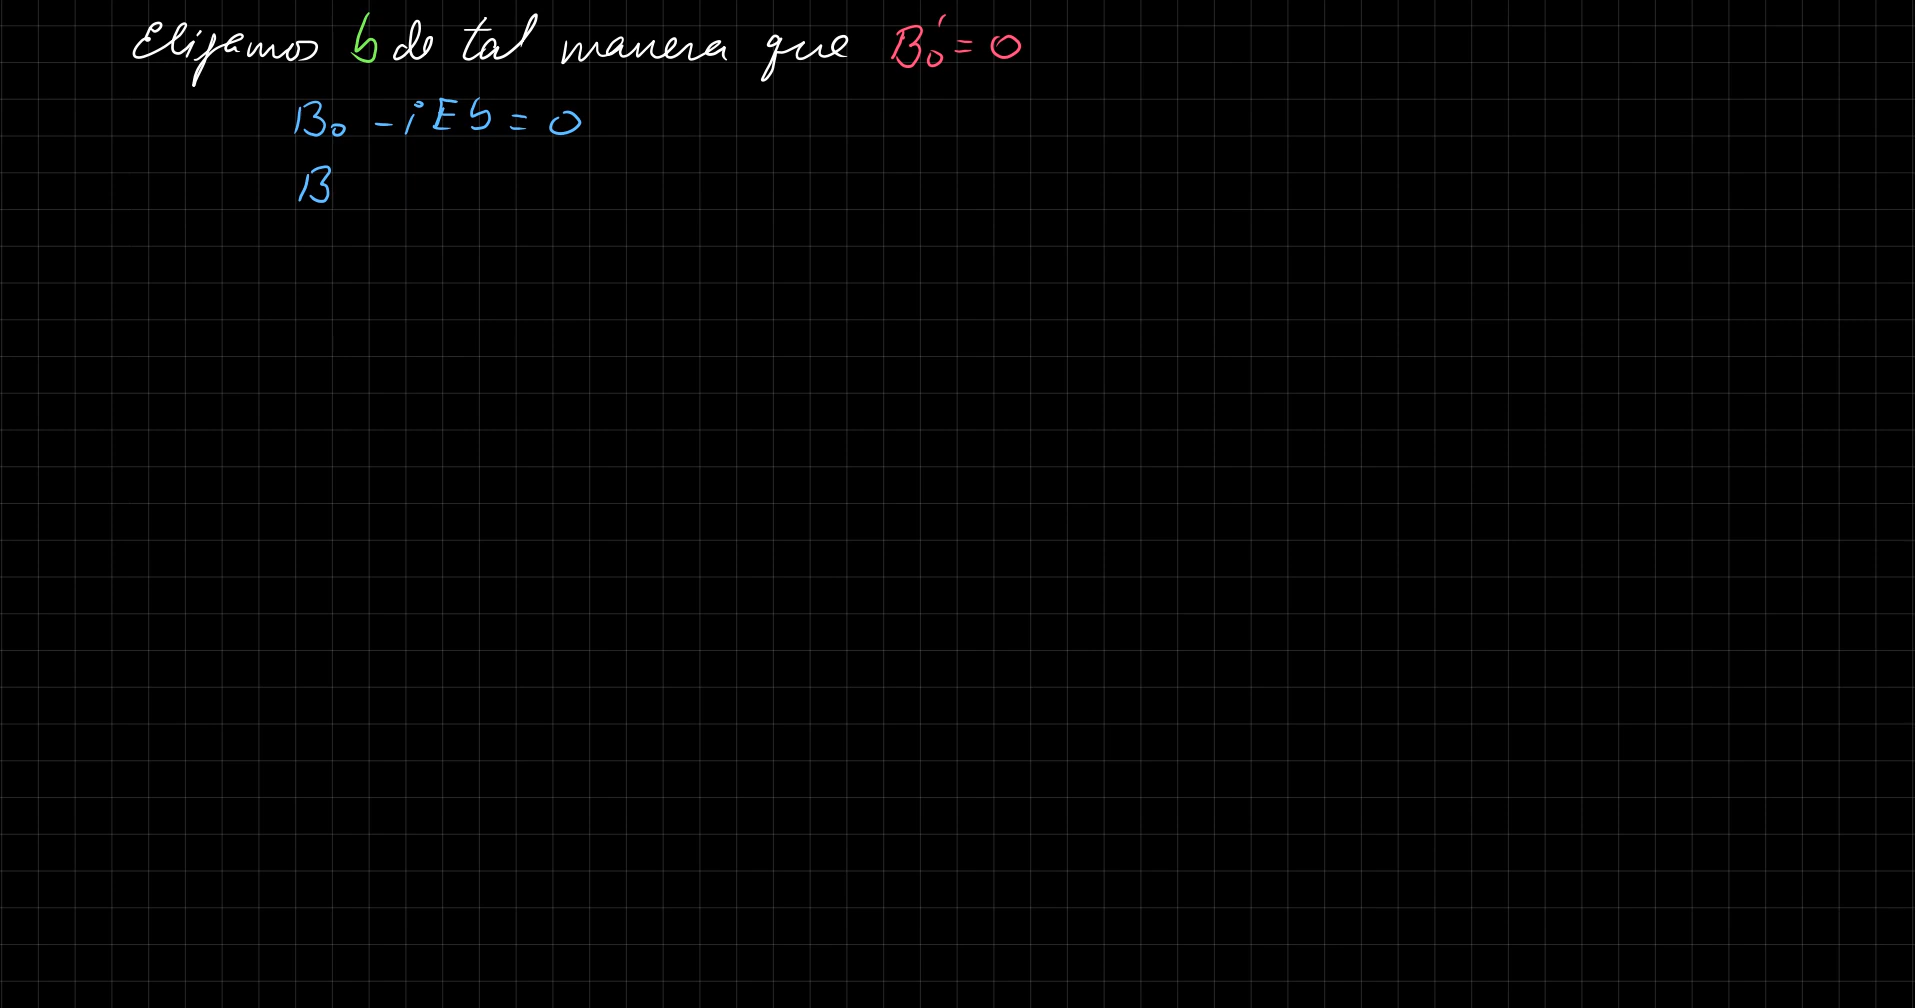 Elijamos b de tal manera que B₀' = 0
B₀ - iEb = 0
B